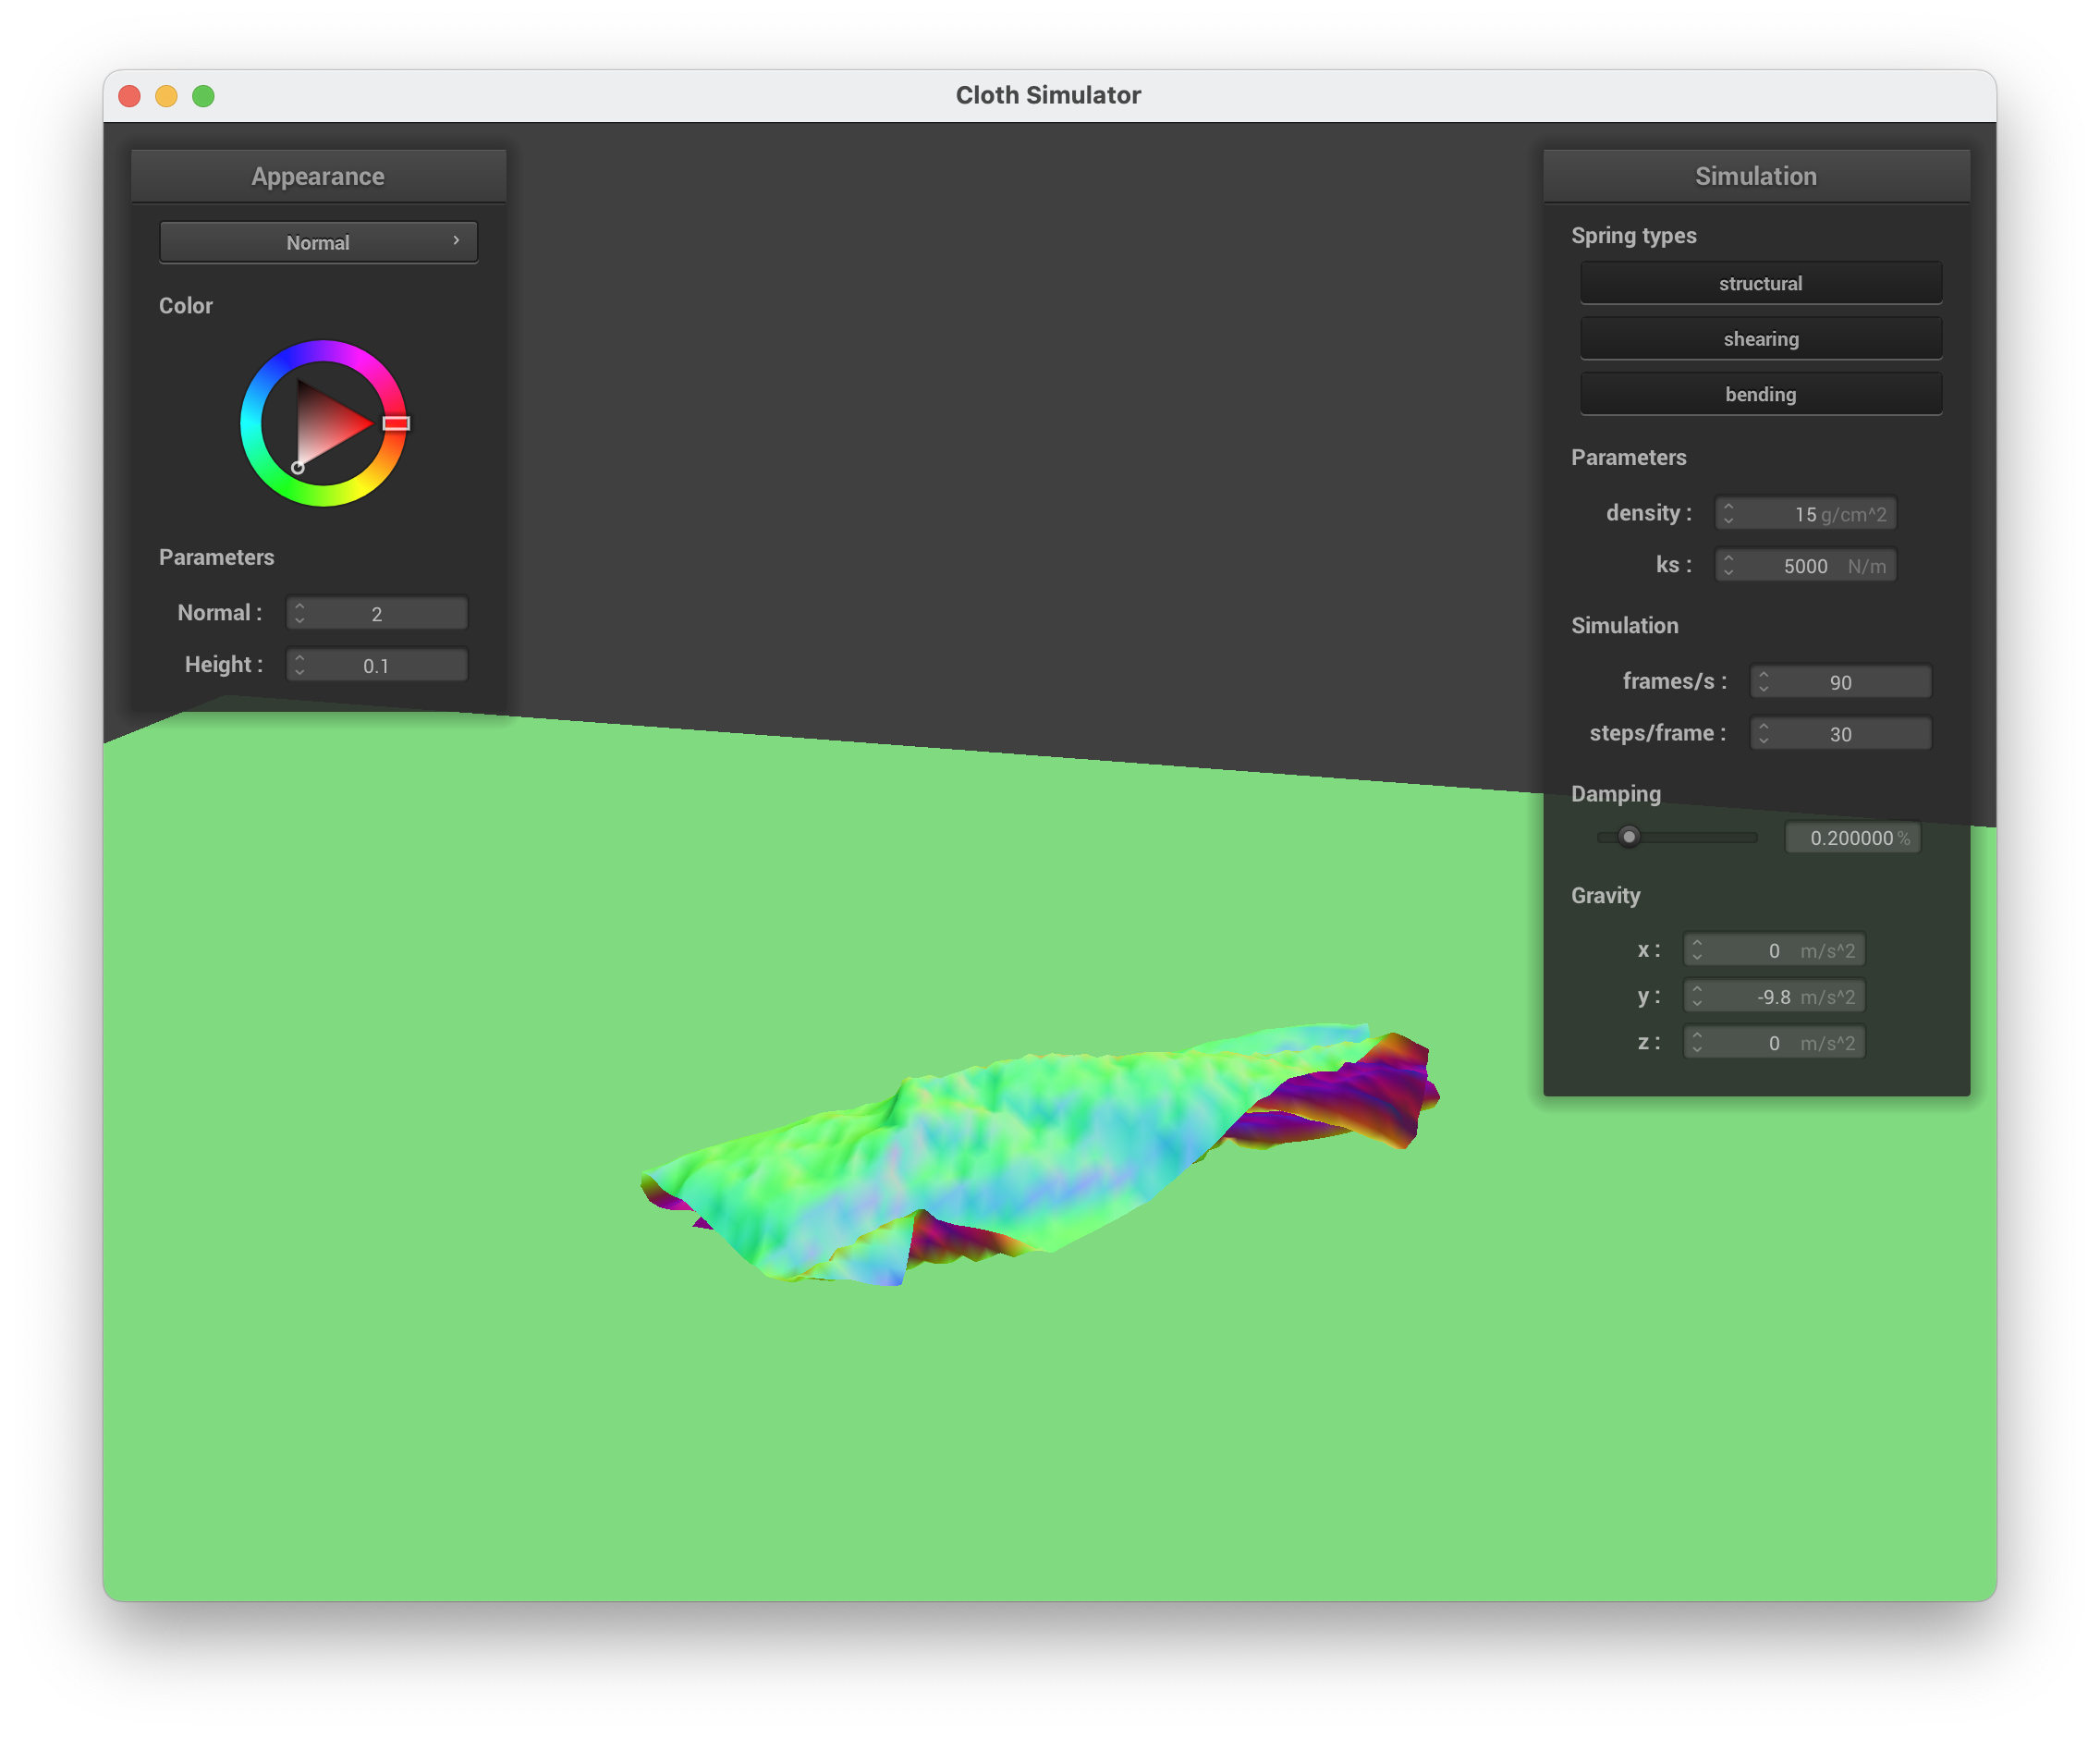 Cloth Simulator
Appearance
Normal
Color
Parameters
Normal : 2
Height : 0.1
Simulation
Spring types
structural
shearing
bending
Parameters
density : 15 g/cm^2
ks : 5000 N/m
Simulation
frames/s : 90
steps/frame : 30
Damping
0.200000 %
Gravity
x : 0 m/s^2
y : -9.8 m/s^2
z : 0 m/s^2